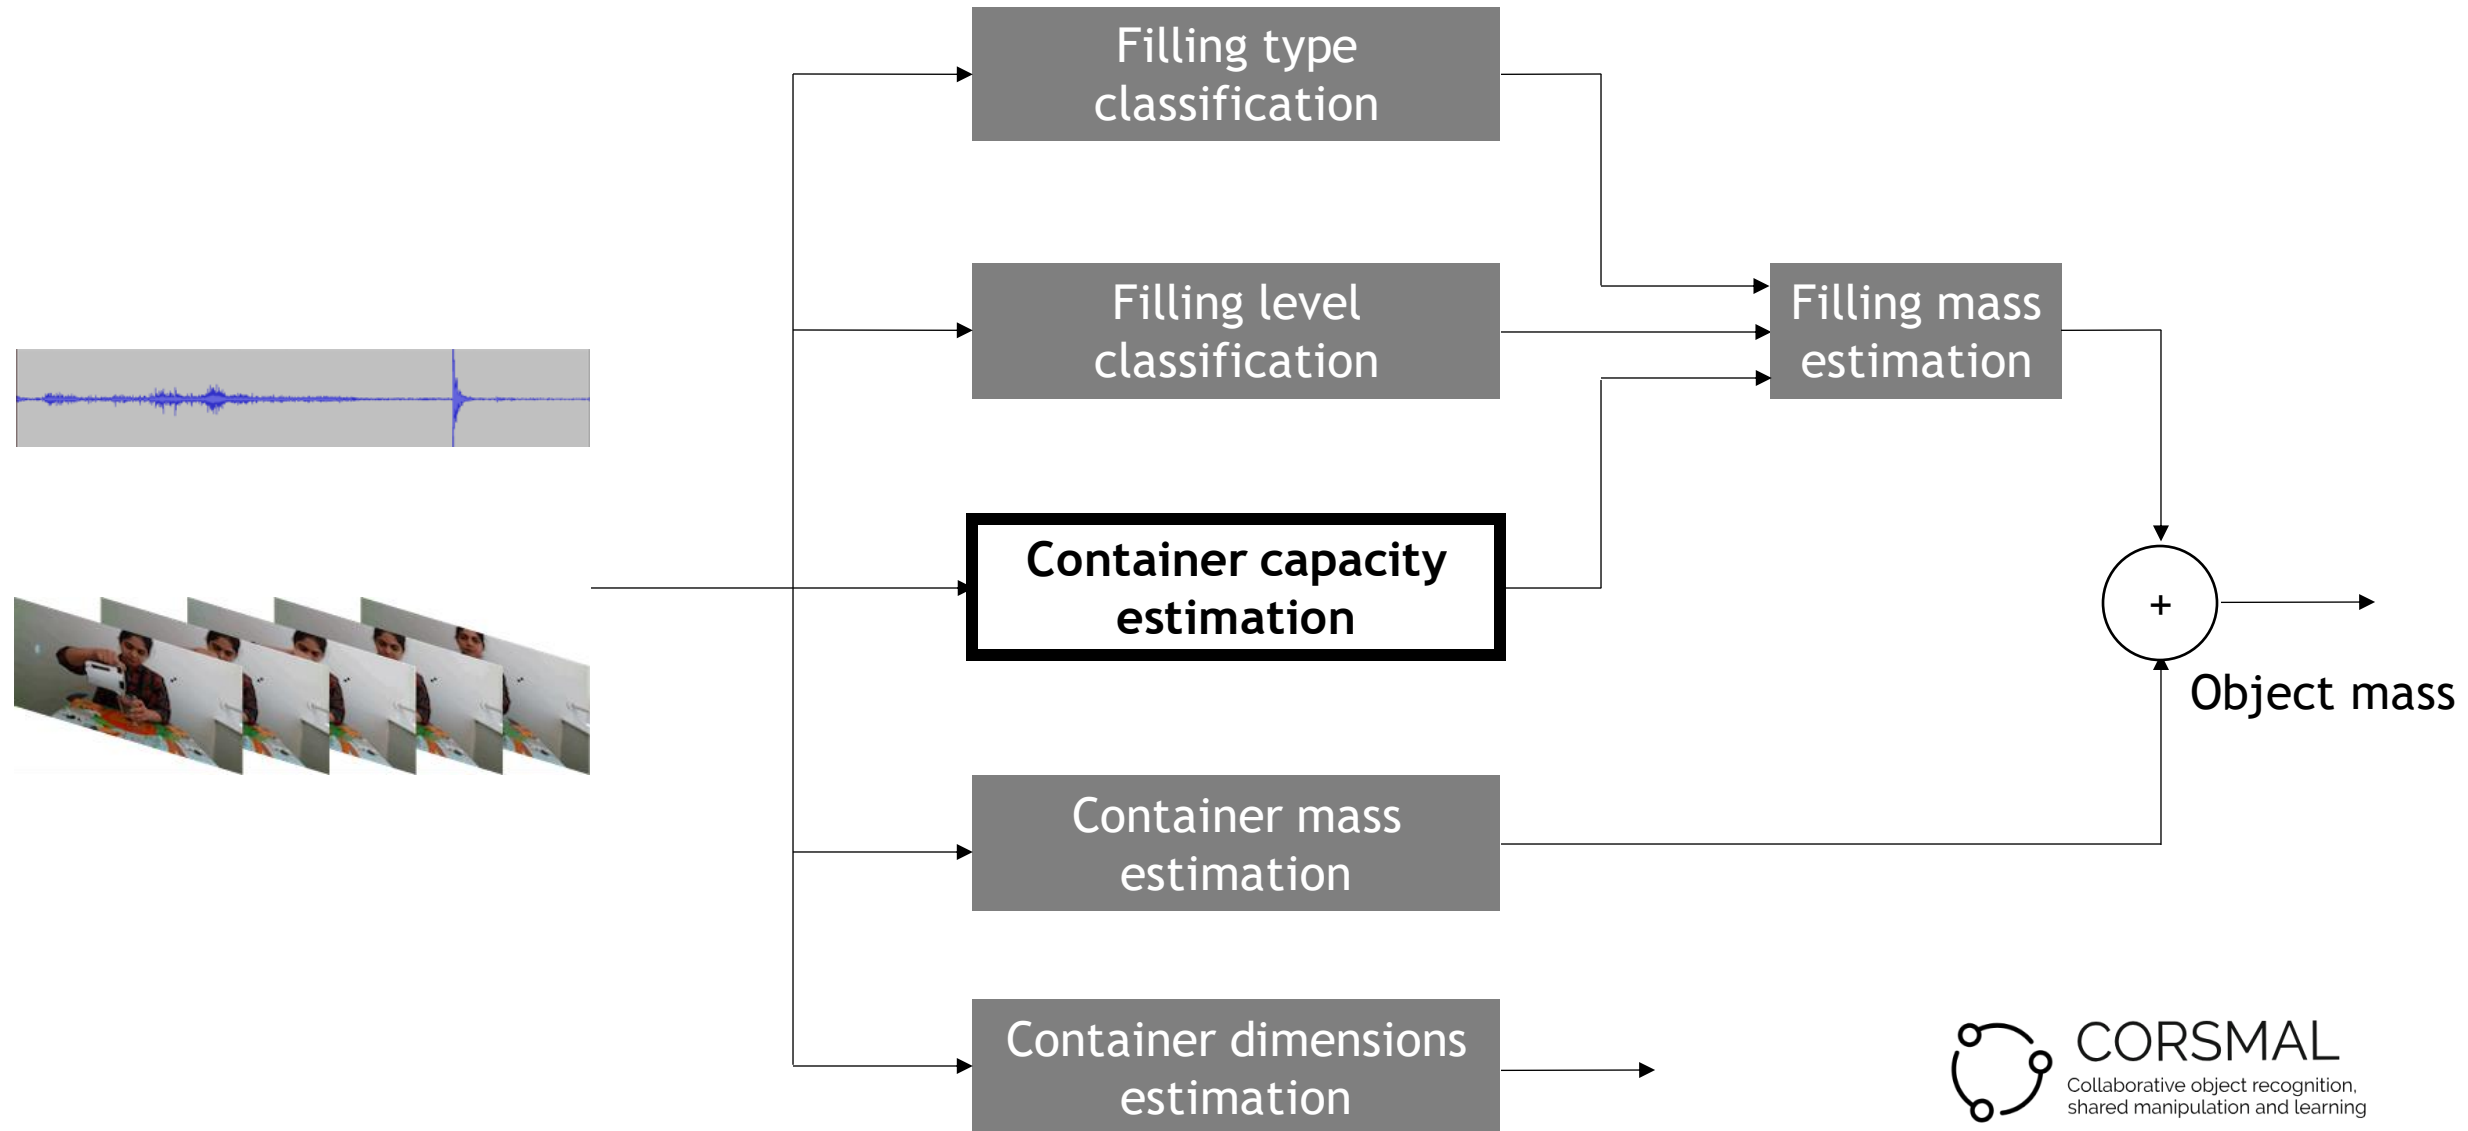 Filling type
classification
Filling level
classification
Filling mass
estimation
Container capacity
estimation
+
Object mass
Container mass
estimation
Container dimensions
estimation
CORSMAL
Collaborative object recognition,
shared manipulation and learning